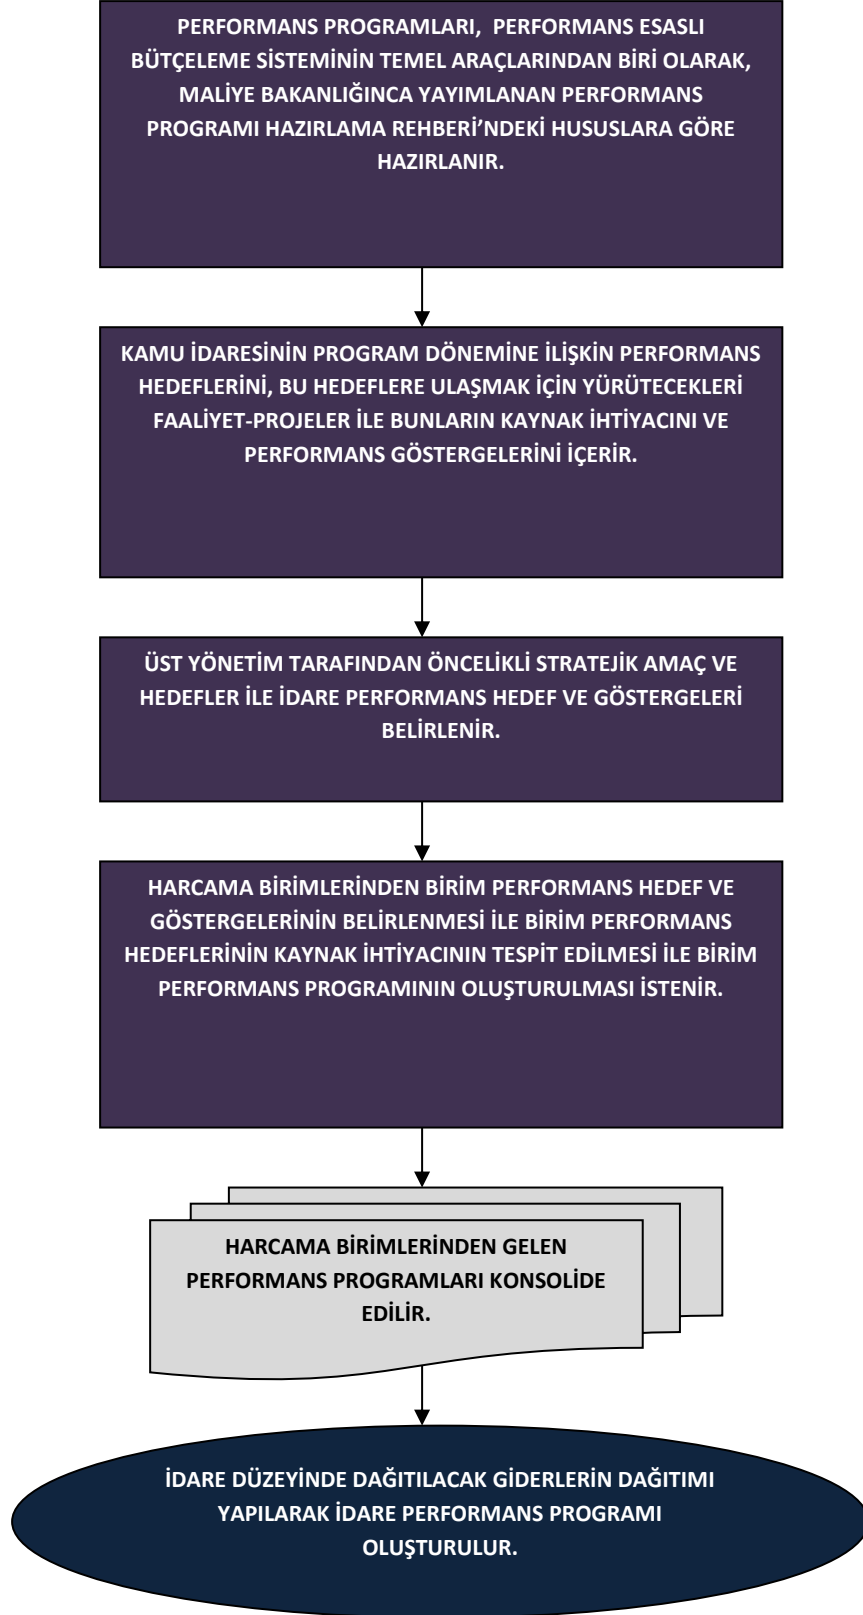 PERFORMANS PROGRAMLARI,  PERFORMANS ESASLI
BÜTÇELEME SİSTEMİNİN TEMEL ARAÇLARINDAN BİRİ OLARAK,
MALİYE BAKANLIĞINCA YAYIMLANAN PERFORMANS
PROGRAMI HAZIRLAMA REHBERİ’NDEKİ HUSUSLARA GÖRE
HAZIRLANIR.
KAMU İDARESİNİN PROGRAM DÖNEMİNE İLİŞKİN PERFORMANS
HEDEFLERİNİ, BU HEDEFLERE ULAŞMAK İÇİN YÜRÜTECEKLERİ
FAALİYET-PROJELER İLE BUNLARIN KAYNAK İHTİYACINI VE
PERFORMANS GÖSTERGELERİNİ İÇERİR.
ÜST YÖNETİM TARAFINDAN ÖNCELİKLİ STRATEJİK AMAÇ VE
HEDEFLER İLE İDARE PERFORMANS HEDEF VE GÖSTERGELERİ
BELİRLENİR.
HARCAMA BİRİMLERİNDEN BİRİM PERFORMANS HEDEF VE
GÖSTERGELERİNİN BELİRLENMESİ İLE BİRİM PERFORMANS
HEDEFLERİNİN KAYNAK İHTİYACININ TESPİT EDİLMESİ İLE BİRİM
PERFORMANS PROGRAMININ OLUŞTURULMASI İSTENİR.
HARCAMA BİRİMLERİNDEN GELEN
PERFORMANS PROGRAMLARI KONSOLİDE
EDİLİR.
İDARE DÜZEYİNDE DAĞITILACAK GİDERLERİN DAĞITIMI
YAPILARAK İDARE PERFORMANS PROGRAMI
OLUŞTURULUR.